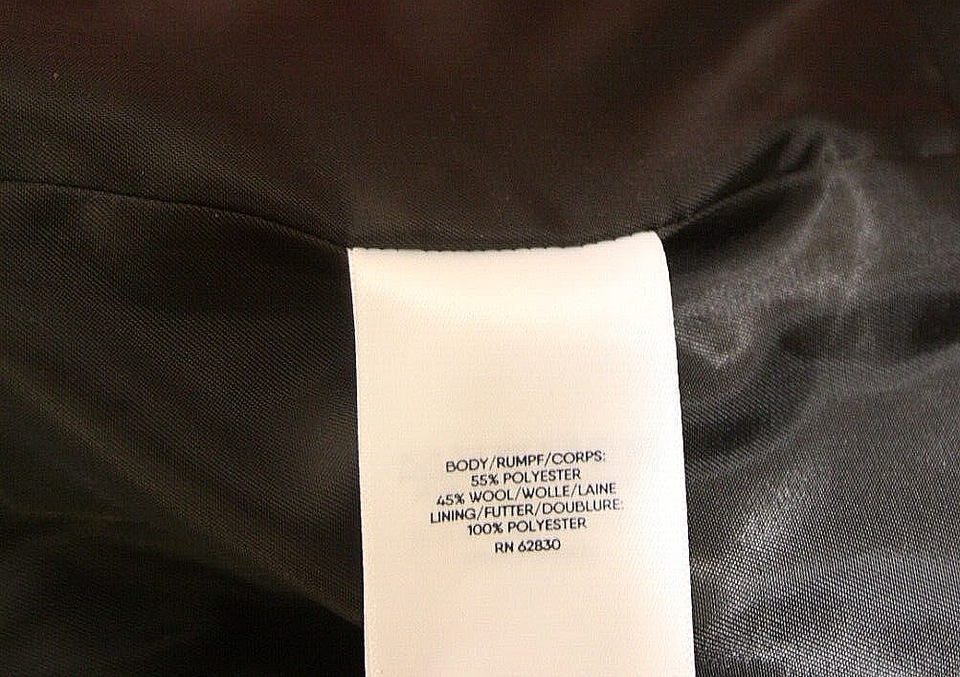 BODY/RUMPF/CORPS:
55% POLYESTER
45% WOOL/WOLLE/LAINE
LINING/FUTTER/DOUBLURE:
100% POLYESTER
RN 62830